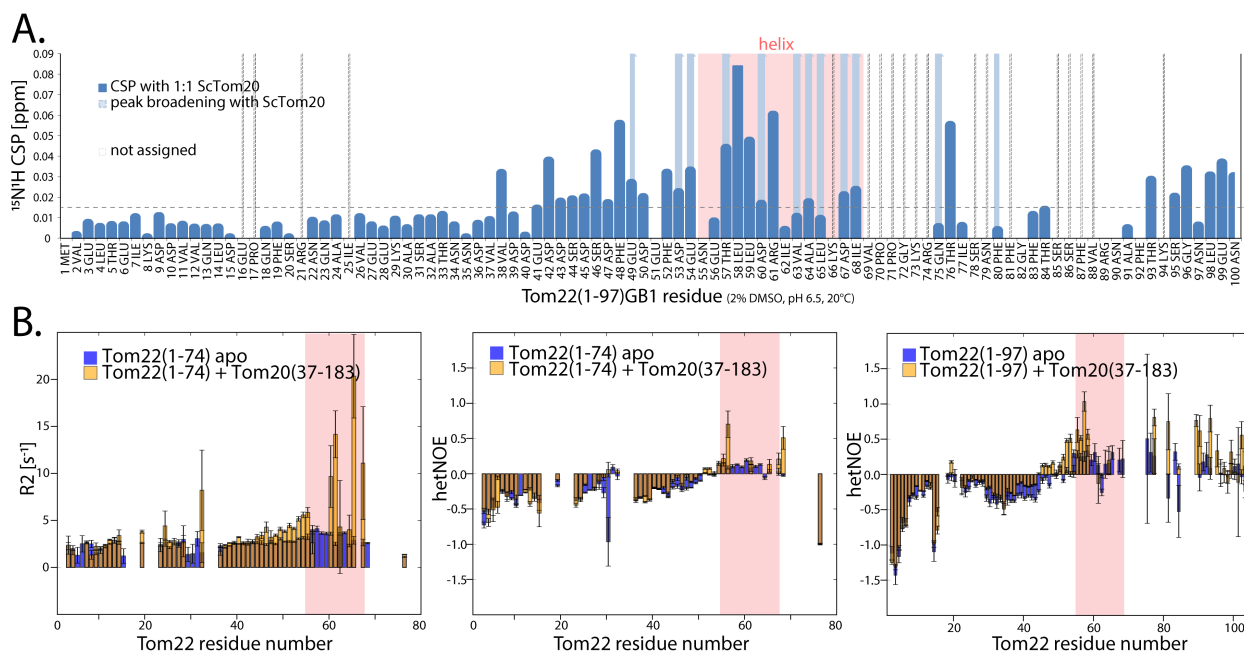 A.
helix
0.09
0.08
0.07
0.06
0.05
0.04
0.03
0.02
0.01
0
¹⁵N¹H CSP [ppm]
CSP with 1:1 ScTom20
peak broadening with ScTom20
not assigned
1 MET
2 VAL
3 GLU
4 LEU
5 THR
6 GLU
7 ILE
8 LYS
9 ASP
10 ASP
11 VAL
12 VAL
13 GLN
14 LEU
15 ASP
16 GLU
17 PRO
18 GLN
19 PHE
20 SER
21 ARG
22 ASN
23 GLN
24 ALA
25 ILE
26 VAL
27 GLU
28 GLU
29 LYS
30 ALA
31 SER
32 ALA
33 THR
34 ASN
35 ASN
36 ASP
37 VAL
38 VAL
39 ARG
40 ASP
41 GLU
42 ASP
43 ASP
44 SER
45 ASP
46 SER
47 ASP
48 PHE
49 GLU
50 ASP
51 GLU
52 PHE
53 ASP
54 GLU
55 ASN
56 GLU
57 THR
58 LEU
59 LEU
60 ASP
61 ARG
62 ILE
63 VAL
64 ALA
65 LEU
66 LYS
67 ASP
68 ILE
69 VAL
70 PRO
71 PRO
72 GLY
73 LYS
74 ARG
75 GLN
76 THR
77 ILE
78 SER
79 ASN
80 PHE
81 PHE
82 GLY
83 PHE
84 THR
85 SER
86 SER
87 PHE
88 VAL
89 ARG
90 ASN
91 ALA
92 PHE
93 THR
94 LYS
95 SER
96 GLY
97 ASN
98 LEU
99 GLU
100 ASN
Tom22(1-97)GB1 residue (2% DMSO, pH 6.5, 20°C)
B.
Tom22(1-74) apo
Tom22(1-74) + Tom20(37-183)
20
15
10
5
0
R2 [s⁻¹]
0 20 40 60 80
Tom22 residue number
Tom22(1-74) apo
Tom22(1-74) + Tom20(37-183)
1.0
0.5
0.0
-0.5
-1.0
-1.5
hetNOE
0 20 40 60 80
Tom22 residue number
Tom22(1-97) apo
Tom22(1-97) + Tom20(37-183)
1.0
0.5
0.0
-0.5
-1.0
-1.5
hetNOE
20 40 60 80 100
Tom22 residue number